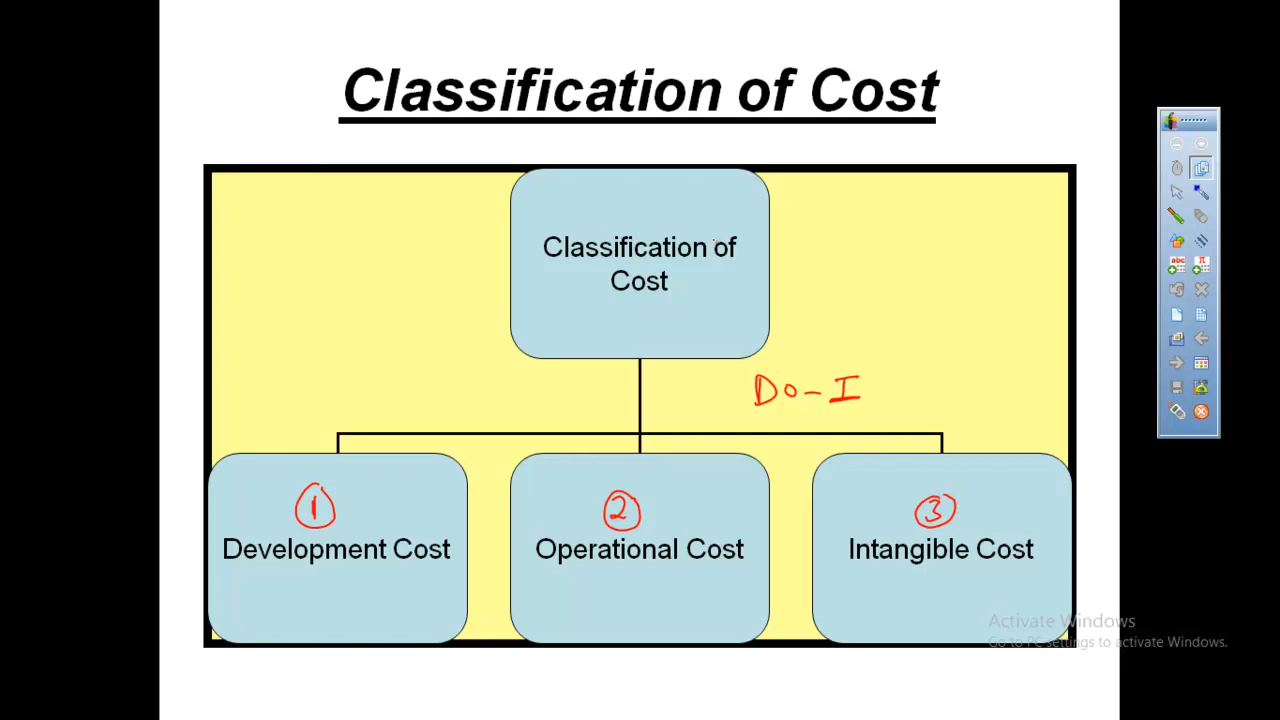 Classification of Cost
Classification of
Cost
Do-I
1
2
3
Development Cost
Operational Cost
Intangible Cost
abc
π
Activate Windows
Go to PC settings to activate Windows.